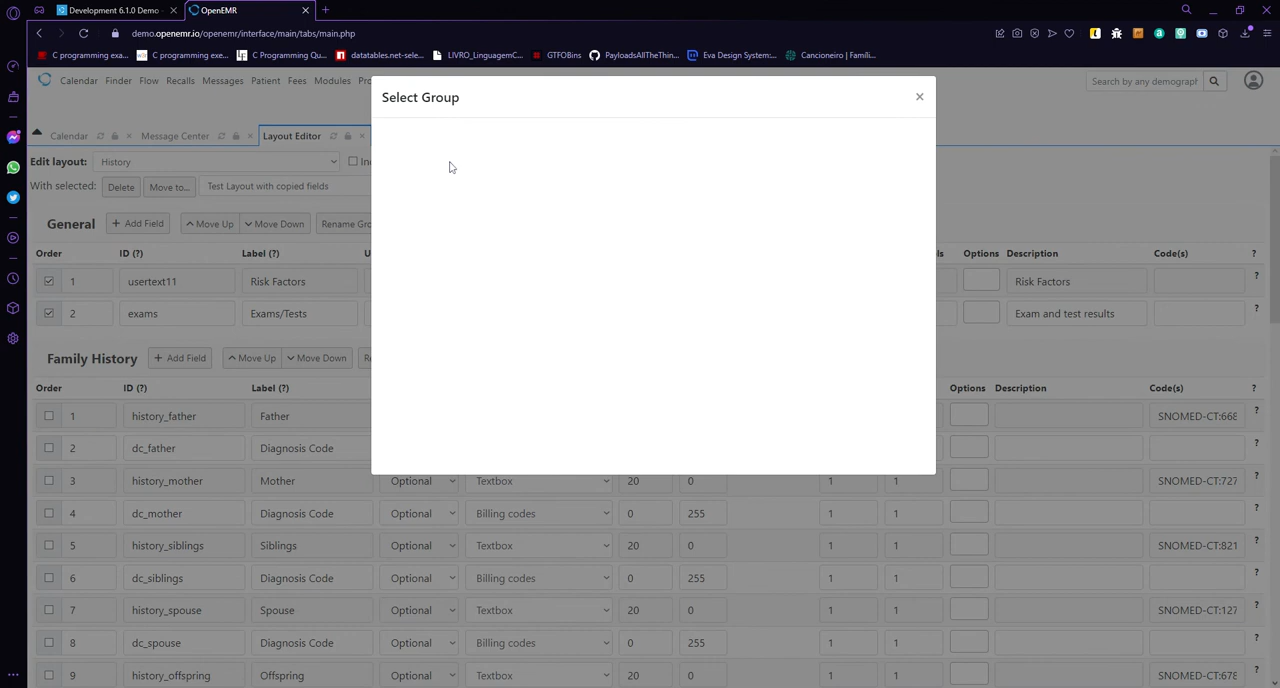 Development 6.1.0 Demo
OpenEMR
demo.openemr.io/openemr/interface/main/tabs/main.php
C programming exa...
C programming exe...
C Programming Qu...
datatables.net-sele...
LIVRO_LinguagemC...
GTFOBins
PayloadsAllTheThin...
Eva Design System:...
Cancioneiro | Famíli...
Calendar Finder Flow Recalls Messages Patient Fees Modules Pro
Search by any demograph
Select Group
Calendar Message Center Layout Editor
Edit layout: History
With selected: Delete Move to... Test Layout with copied fields
General + Add Field Move Up Move Down Rename Gro
Order ID (?) Label (?) U Options Description Code(s) ?
1 usertext11 Risk Factors Risk Factors ?
2 exams Exams/Tests Exam and test results ?
Family History + Add Field Move Up Move Down Re
Order ID (?) Label (?) Options Description Code(s) ?
1 history_father Father SNOMED-CT:668 ?
2 dc_father Diagnosis Code ?
3 history_mother Mother Optional Textbox 20 0 1 1 SNOMED-CT:727 ?
4 dc_mother Diagnosis Code Optional Billing codes 0 255 1 1 ?
5 history_siblings Siblings Optional Textbox 20 0 1 1 SNOMED-CT:821 ?
6 dc_siblings Diagnosis Code Optional Billing codes 0 255 1 1 ?
7 history_spouse Spouse Optional Textbox 20 0 1 1 SNOMED-CT:127 ?
8 dc_spouse Diagnosis Code Optional Billing codes 0 255 1 1 ?
9 history_offspring Offspring Optional Textbox 20 0 1 1 SNOMED-CT:678 ?